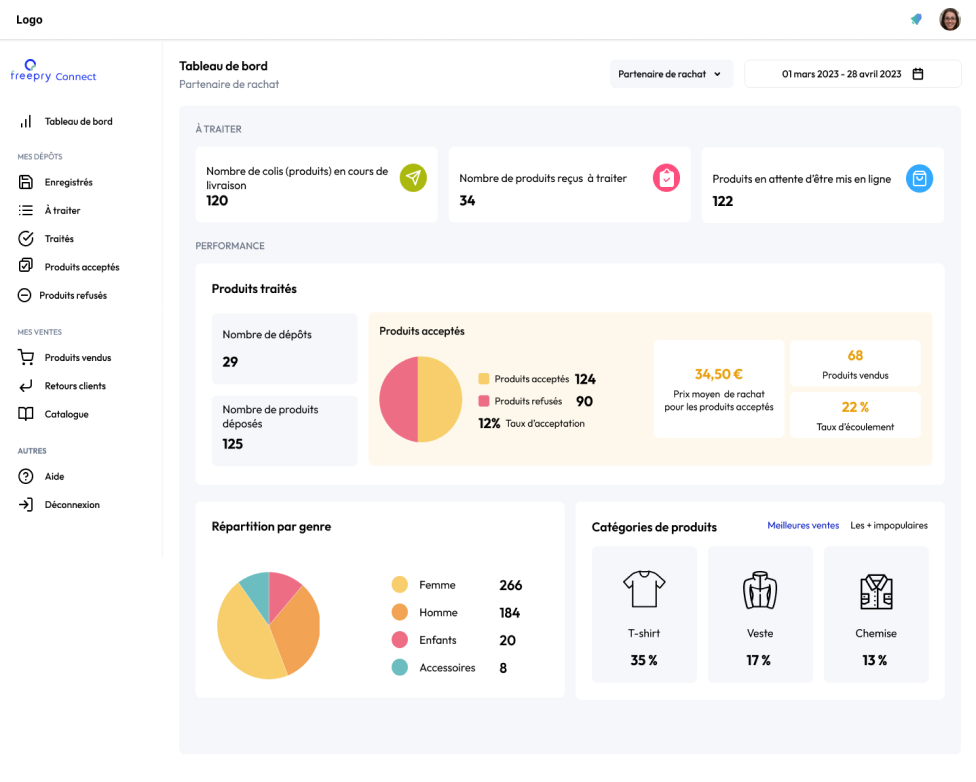 Logo
freepry Connect
Tableau de bord
MES DÉPÔTS
Enregistrés
À traiter
Traités
Produits acceptés
Produits refusés
MES VENTES
Produits vendus
Retours clients
Catalogue
AUTRES
Aide
Déconnexion
Tableau de bord
Partenaire de rachat
Partenaire de rachat
01 mars 2023 - 28 avril 2023
À TRAITER
Nombre de colis (produits) en cours de
livraison
120
Nombre de produits reçus à traiter
34
Produits en attente d'être mis en ligne
122
PERFORMANCE
Produits traités
Nombre de dépôts
29
Nombre de produits
déposés
125
Produits acceptés
Produits acceptés 124
Produits refusés 90
12% Taux d'acceptation
34,50 €
Prix moyen de rachat
pour les produits acceptés
68
Produits vendus
22 %
Taux d'écoulement
Répartition par genre
Femme 266
Homme 184
Enfants 20
Accessoires 8
Catégories de produits
Meilleures ventes Les + impopulaires
T-shirt
35 %
Veste
17 %
Chemise
13 %